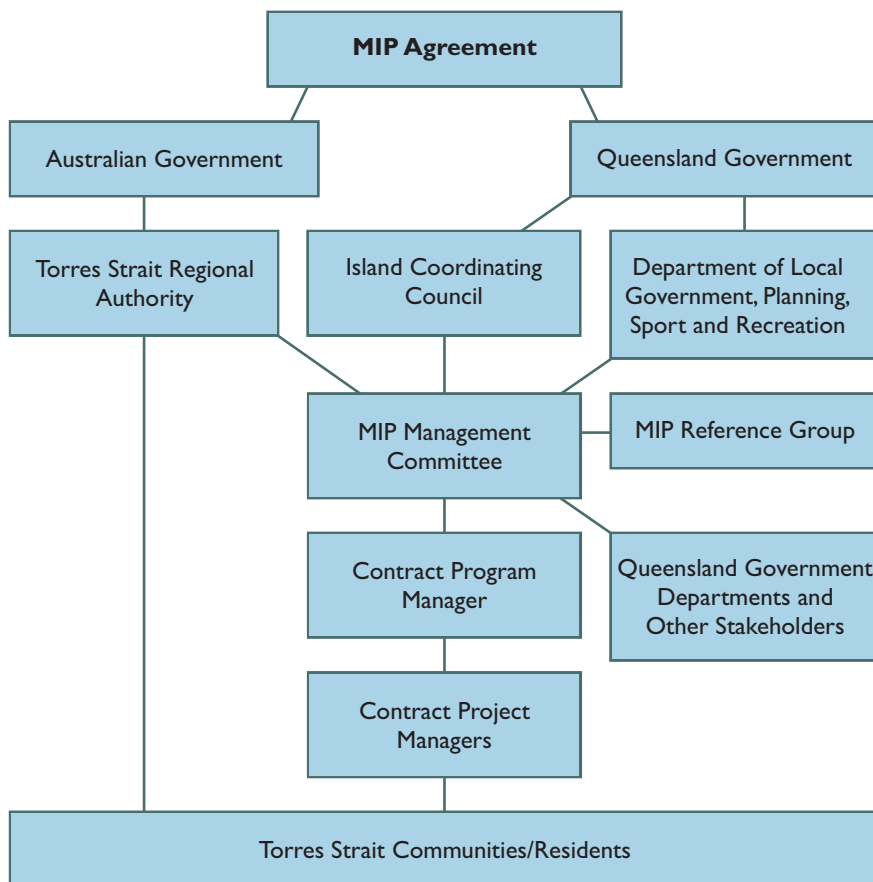 MIP Agreement
Australian Government
Queensland Government
Torres Strait Regional
Authority
Island Coordinating
Council
Department of Local
Government, Planning,
Sport and Recreation
MIP Management
Committee
MIP Reference Group
Contract Program
Manager
Queensland Government
Departments and
Other Stakeholders
Contract Project
Managers
Torres Strait Communities/Residents